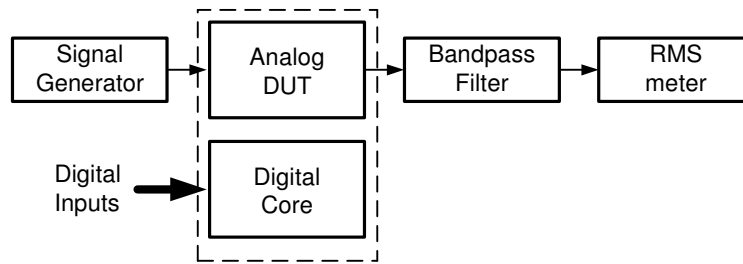 Signal
Generator
Analog
DUT
Bandpass
Filter
RMS
meter
Digital
Inputs
Digital
Core